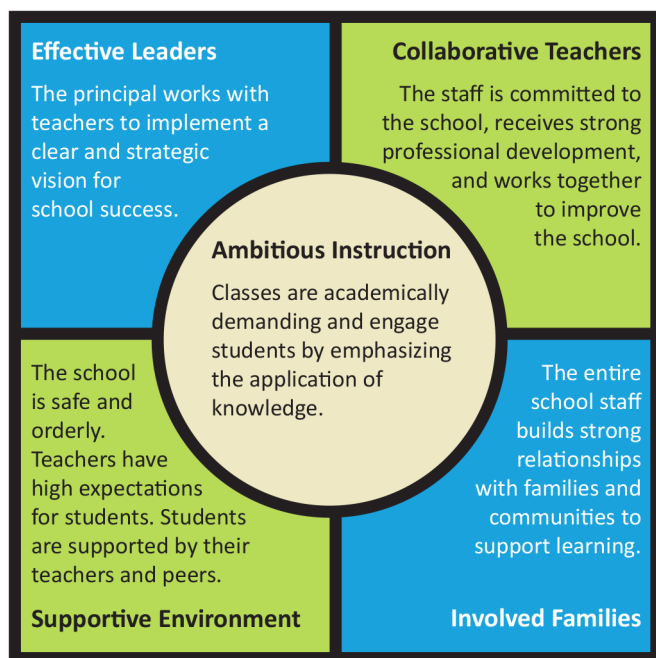 Effective Leaders
The principal works with
teachers to implement a
clear and strategic
vision for
school success.
Collaborative Teachers
The staff is committed to
the school, receives strong
professional development,
and works together
to improve
the school.
Ambitious Instruction
Classes are academically
demanding and engage
students by emphasizing
the application of
knowledge.
The school
is safe and
orderly.
Teachers have
high expectations
for students. Students
are supported by their
teachers and peers.
Supportive Environment
The entire
school staff
builds strong
relationships
with families and
communities to
support learning.
Involved Families